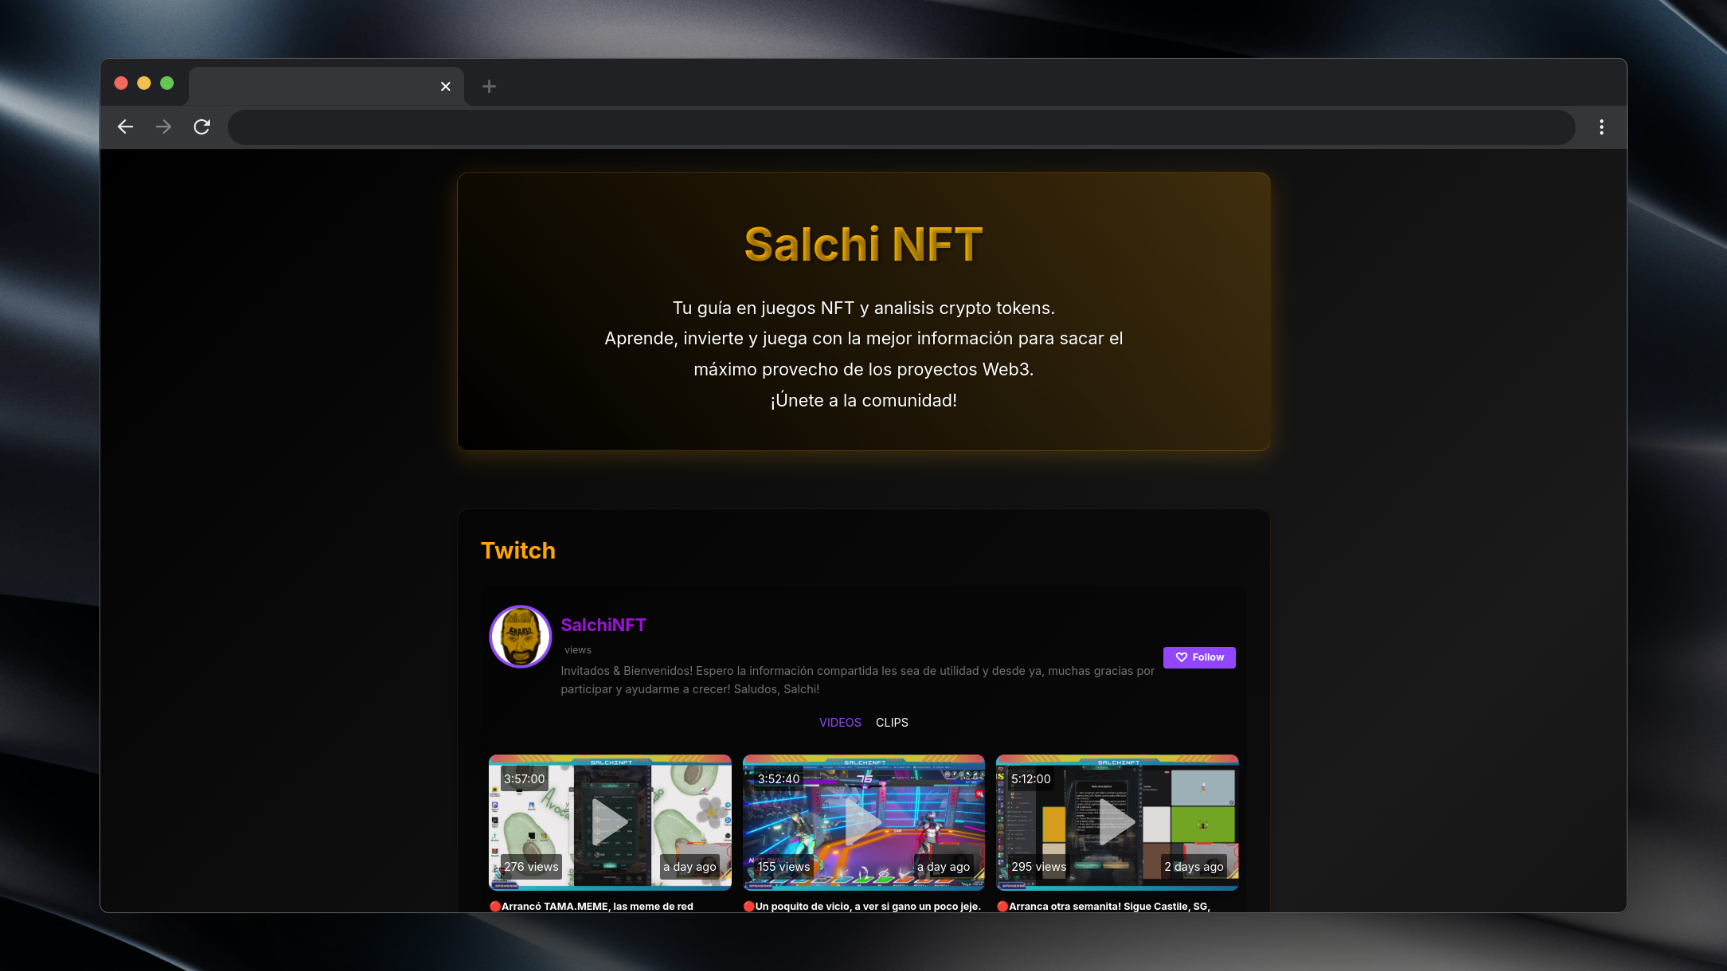 Salchi NFT
Tu guía en juegos NFT y analisis crypto tokens.
Aprende, invierte y juega con la mejor información para sacar el
máximo provecho de los proyectos Web3.
¡Únete a la comunidad!
Twitch
SalchiNFT
views
Invitados & Bienvenidos! Espero la información compartida les sea de utilidad y desde ya, muchas gracias por
participar y ayudarme a crecer! Saludos, Salchi!
Follow
VIDEOS CLIPS
SALCHINFT
3:57:00
276 views
a day ago
SALCHINFT
3:52:40
76
155 views
a day ago
SALCHINFT
5:12:00
295 views
2 days ago
🔴Arrancó TAMA.MEME, las meme de red
🔴Un poquito de vicio, a ver si gano un poco jeje.
🔴Arranca otra semanita! Sigue Castile, SG,